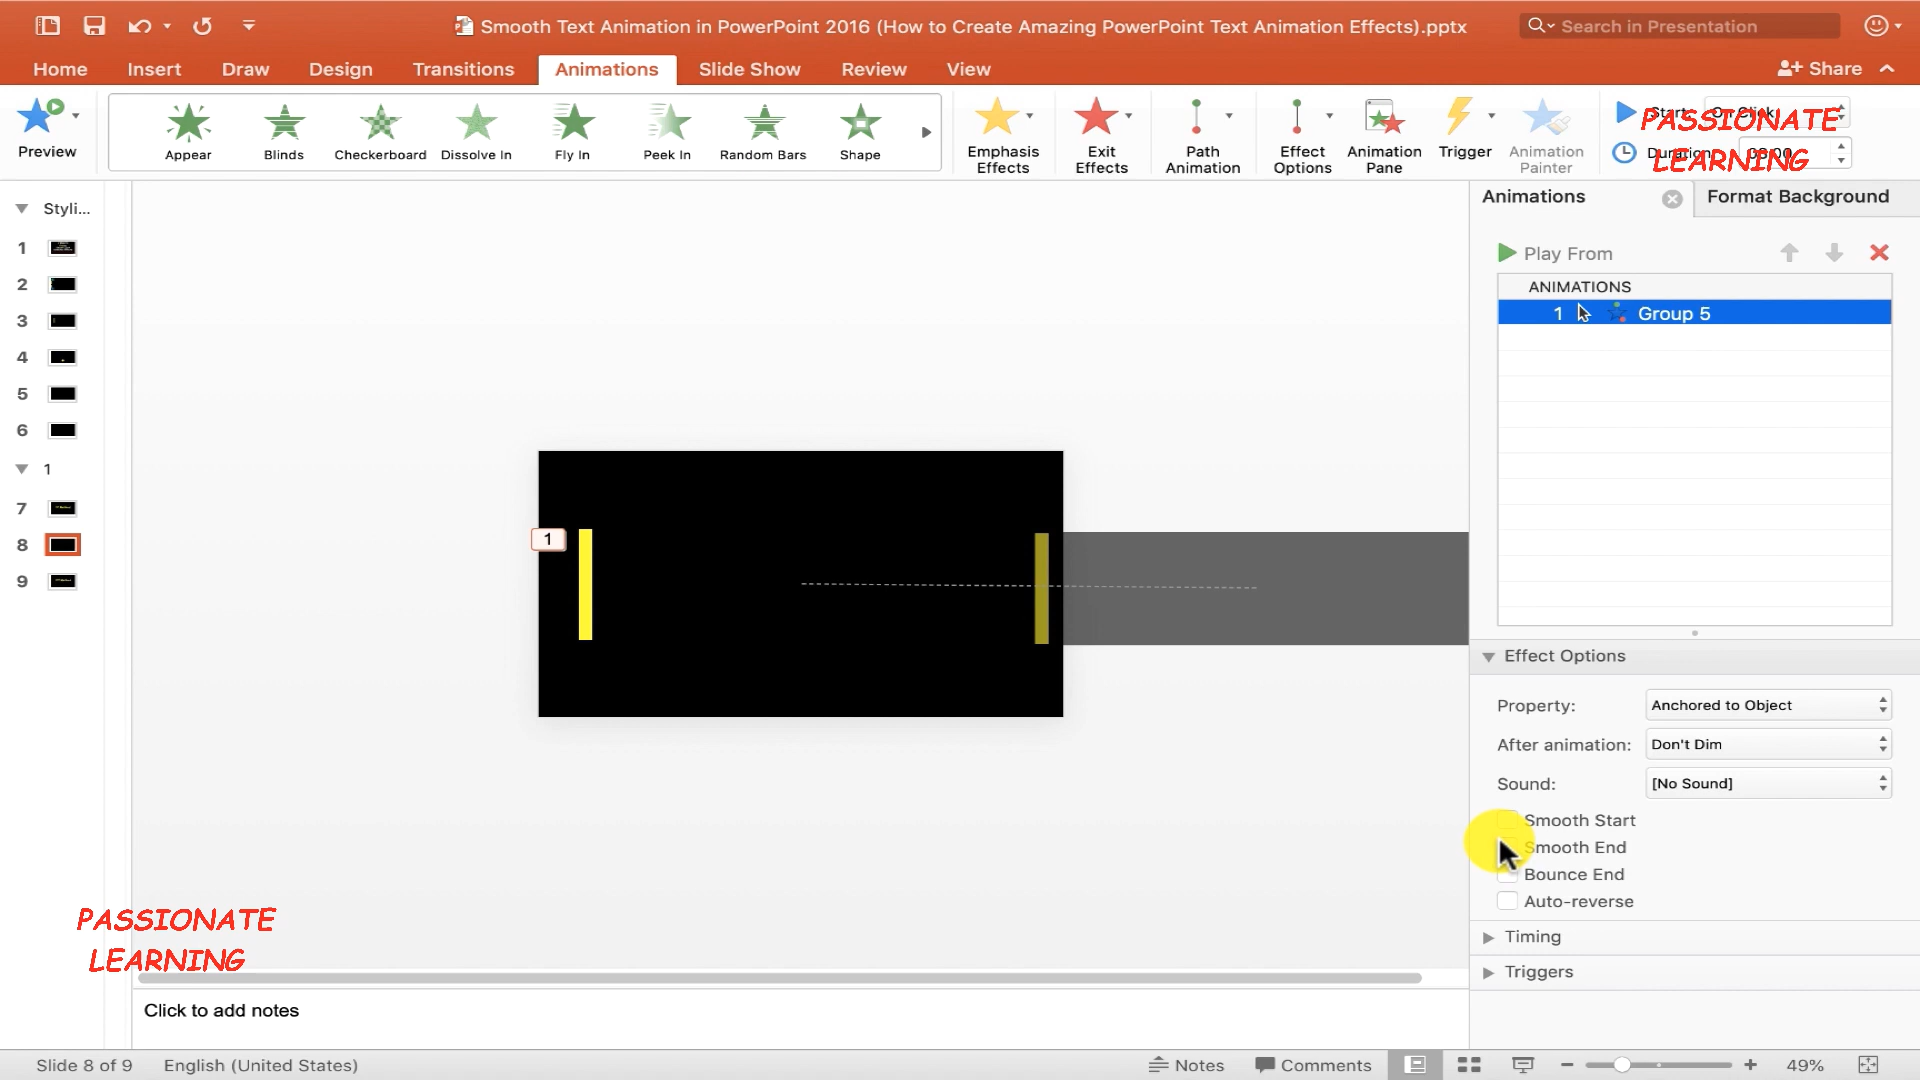 Smooth Text Animation in PowerPoint 2016 (How to Create Amazing PowerPoint Text Animation Effects).pptx
Search in Presentation
Home Insert Draw Design Transitions Animations Slide Show Review View
Share
Preview
Appear Blinds Checkerboard Dissolve In Fly In Peek In Random Bars Shape
Emphasis Effects
Exit Effects
Path Animation
Effect Options
Animation Pane
Trigger
Animation Painter
Start: On Click
Duration:
PASSIONATE
LEARNING
Styli...
1
2
3
4
5
6
1
7
8
9
1
Animations
Format Background
Play From
ANIMATIONS
1 Group 5
Effect Options
Property: Anchored to Object
After animation: Don't Dim
Sound: [No Sound]
Smooth Start
Smooth End
Bounce End
Auto-reverse
Timing
Triggers
PASSIONATE
LEARNING
Click to add notes
Slide 8 of 9 English (United States) Notes Comments 49%